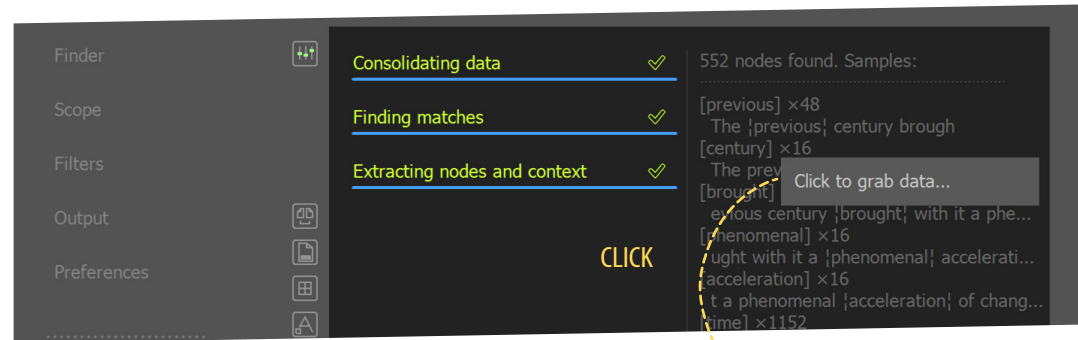 Finder
Scope
Filters
Output
Preferences
Consolidating data
Finding matches
Extracting nodes and context
CLICK
552 nodes found. Samples:
[previous] ×48
The ¦previous¦ century brough
[century] ×16
The prev
Click to grab data...
[brought]
evious century ¦brought¦ with it a phe...
[phenomenal] ×16
ught with it a ¦phenomenal¦ accelerati...
[acceleration] ×16
t a phenomenal ¦acceleration¦ of chang...
[time] ×1152